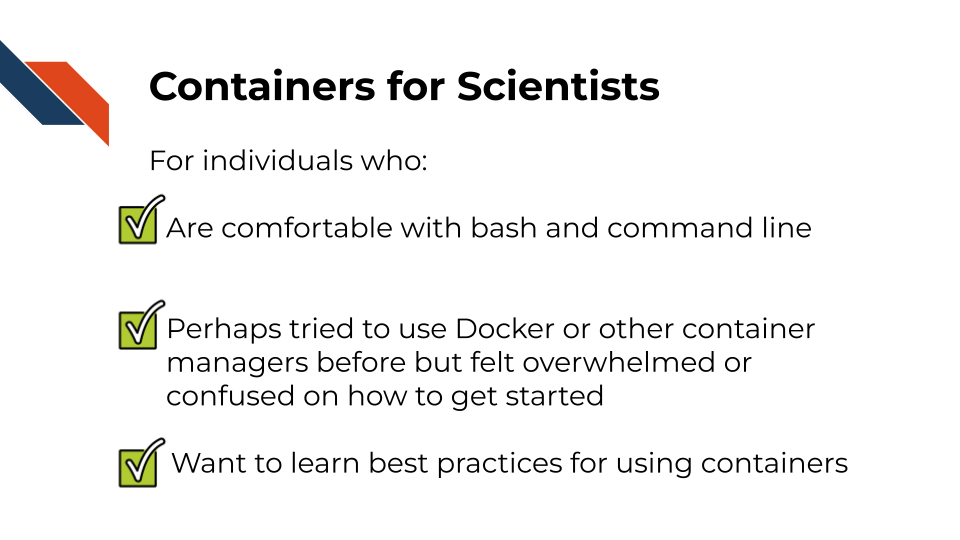 Containers for Scientists
For individuals who:
Are comfortable with bash and command line
Perhaps tried to use Docker or other container
managers before but felt overwhelmed or
confused on how to get started
Want to learn best practices for using containers